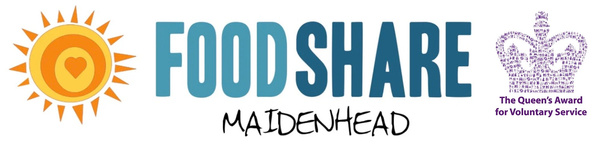 FOODSHARE
MAIDENHEAD
The Queen's Award
for Voluntary Service